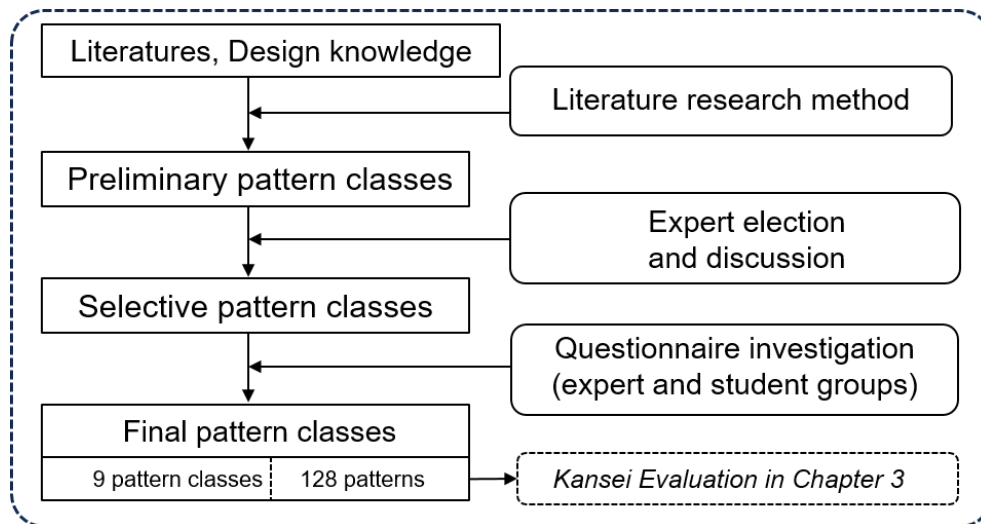 Literatures, Design knowledge
Literature research method
Preliminary pattern classes
Expert election
and discussion
Selective pattern classes
Questionnaire investigation
(expert and student groups)
Final pattern classes
9 pattern classes
128 patterns
Kansei Evaluation in Chapter 3